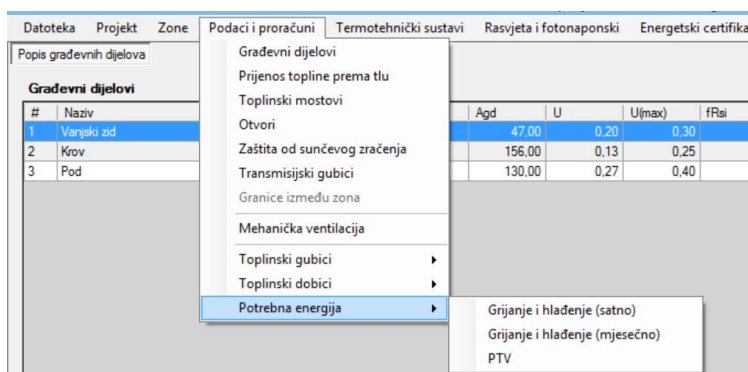 Datoteka Projekt Zone Podaci i proračuni Termotehnički sustavi Rasvjeta i fotonaponski Energetski certifika
Popis građevnih dijelova
Građevni dijelovi
# Naziv Agd U U(max) fRsi
1 Vanjski zid 47,00 0,20 0,30
2 Krov 156,00 0,13 0,25
3 Pod 130,00 0,27 0,40
Građevni dijelovi
Prijenos topline prema tlu
Toplinski mostovi
Otvori
Zaštita od sunčevog zračenja
Transmisijski gubici
Granice između zona
Mehanička ventilacija
Toplinski gubici
Toplinski dobici
Potrebna energija
Grijanje i hlađenje (satno)
Grijanje i hlađenje (mjesečno)
PTV